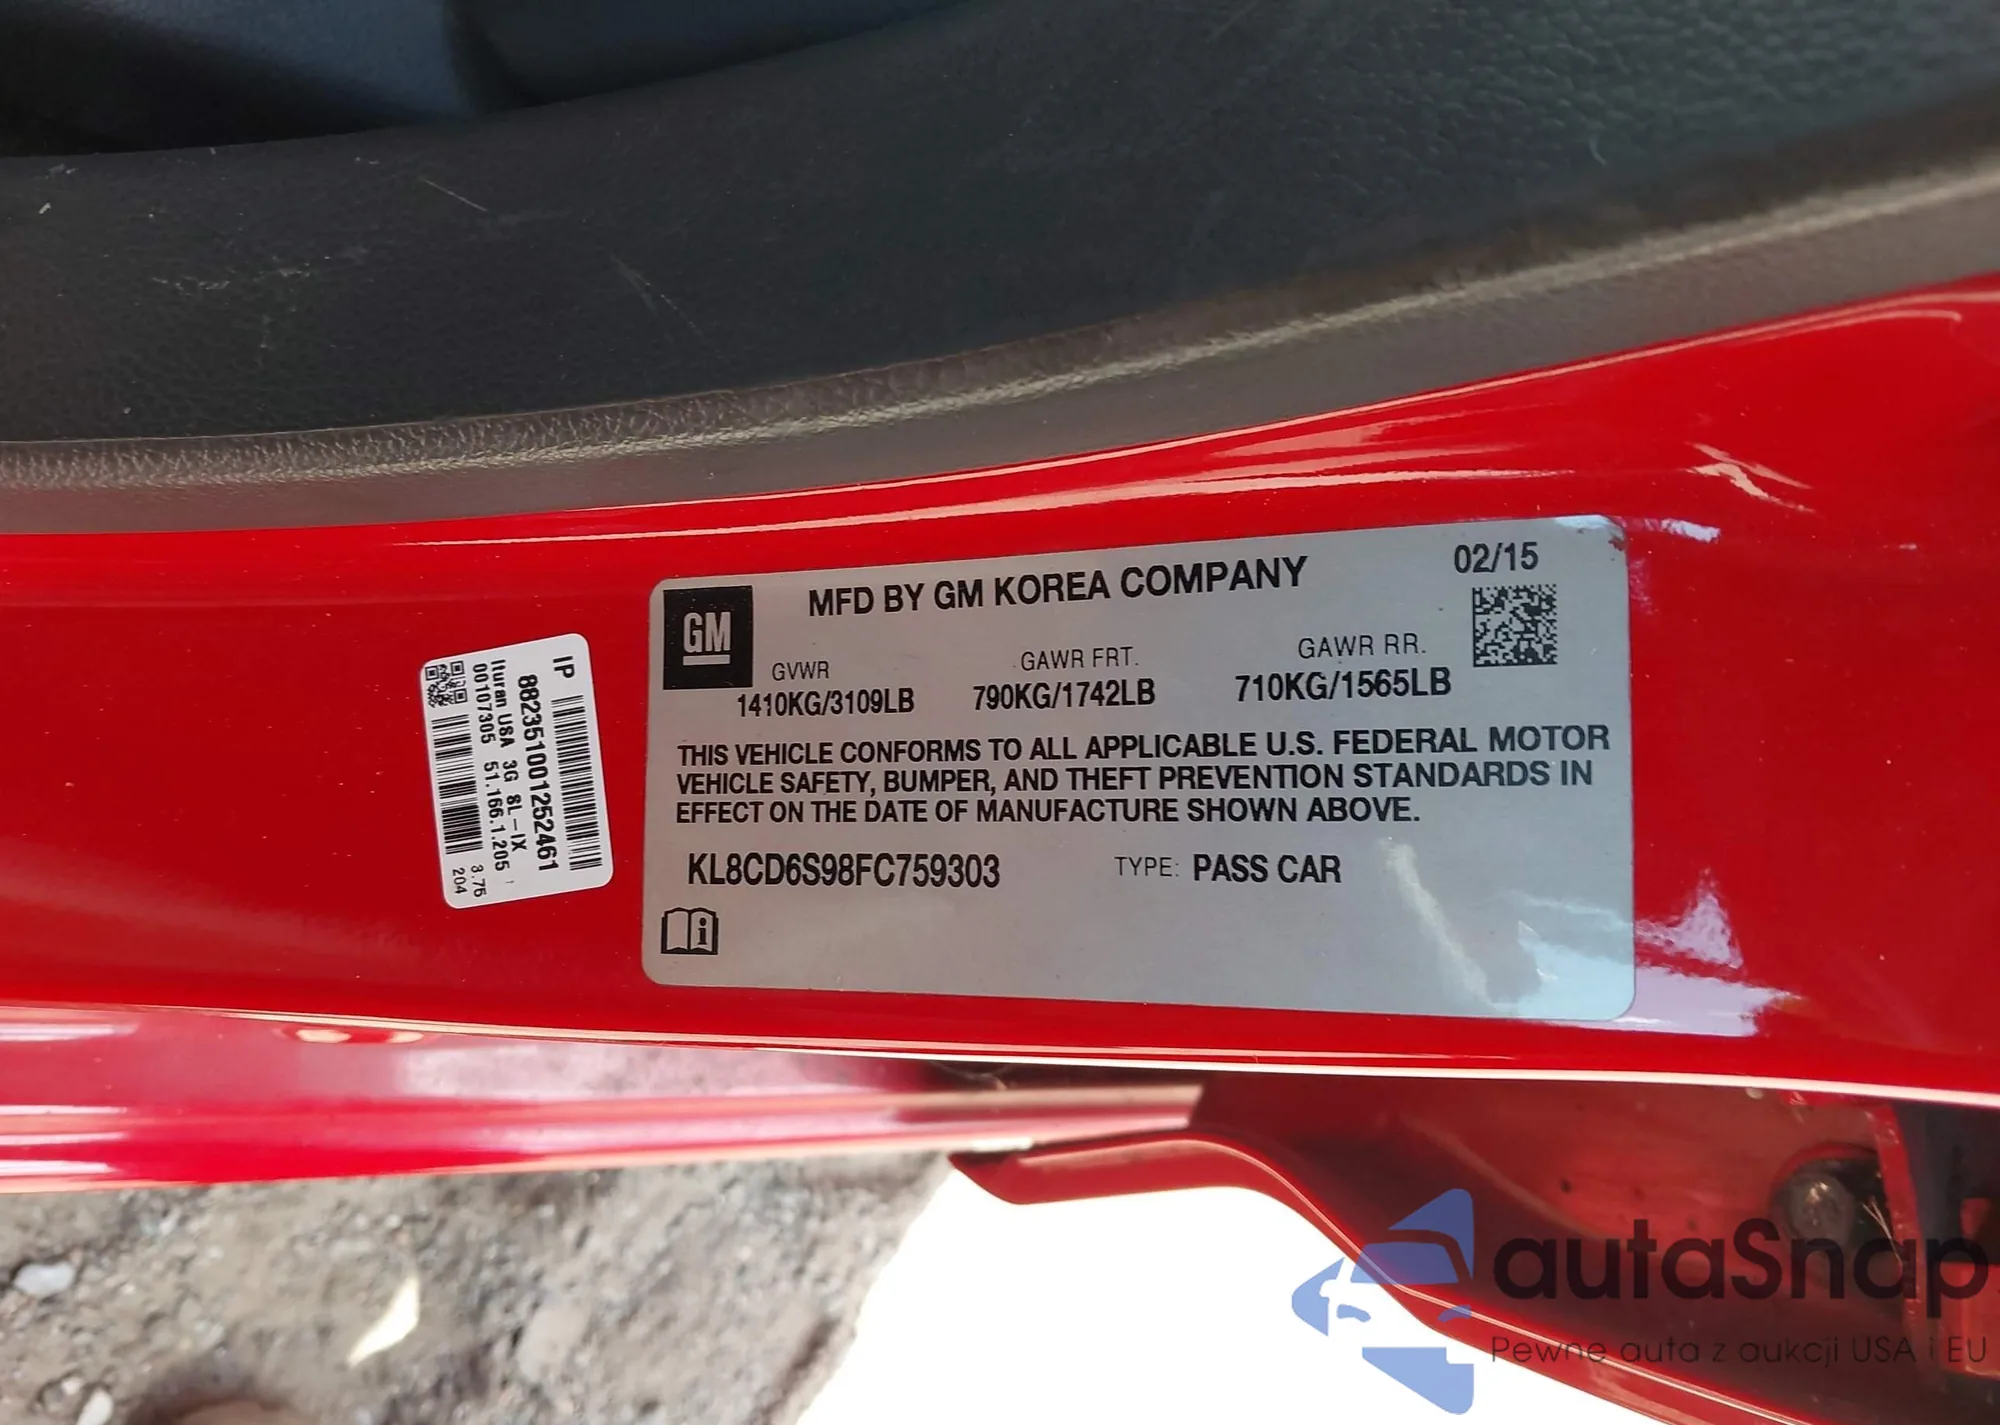 GM
MFD BY GM KOREA COMPANY
02/15
GVWR
GAWR FRT.
GAWR RR.
1410KG/3109LB
790KG/1742LB
710KG/1565LB
THIS VEHICLE CONFORMS TO ALL APPLICABLE U.S. FEDERAL MOTOR
VEHICLE SAFETY, BUMPER, AND THEFT PREVENTION STANDARDS IN
EFFECT ON THE DATE OF MANUFACTURE SHOWN ABOVE.
KL8CD6S98FC759303
TYPE: PASS CAR
i
IP
88235100125246 1
Ituran USA 3G 8L-IX
00107305 51.166.1.205 3.75
204
autaSnap
Pewne auta z aukcji USA i EU